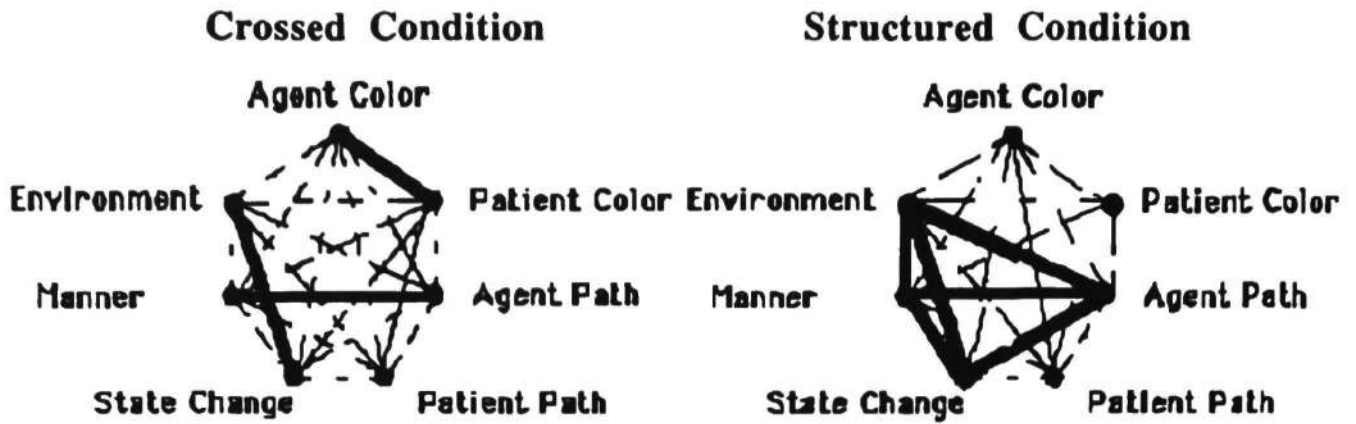 Crossed Condition Structured Condition
Agent Color Agent Color
Environment Patient Color Environment Patient Color
Manner Agent Path Manner Agent Path
State Change Patient Path State Change Patient Path